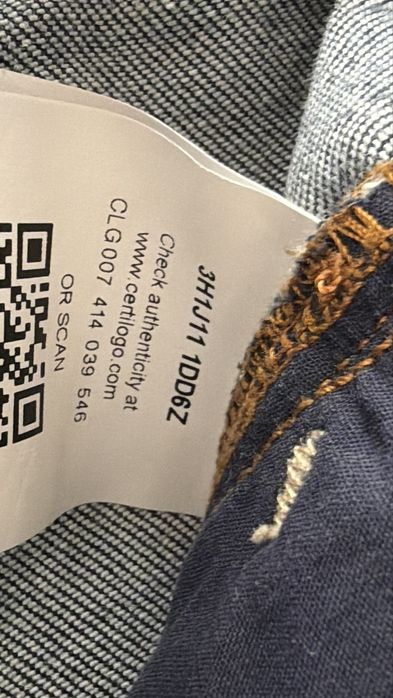 3H1J11 1DD6Z
Check authenticity at
www.certilogo.com
CLG007 414 039 546
OR SCAN